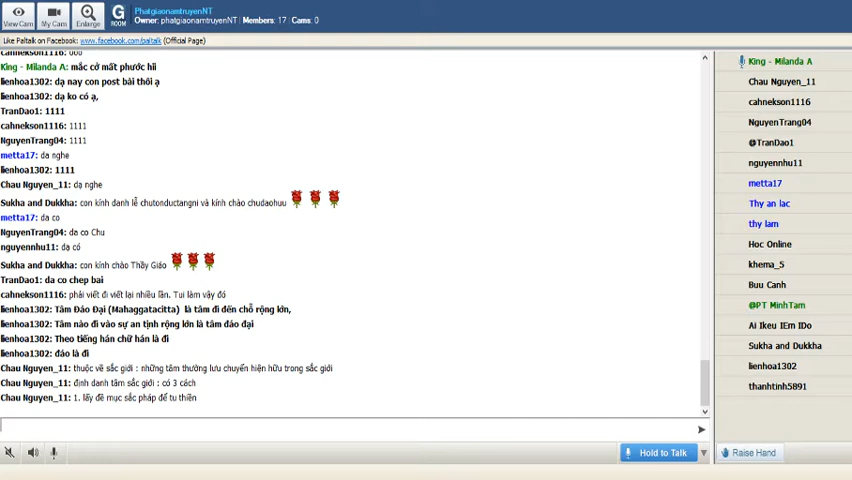 View Cam
My Cam
Enlarge
G
ROOM
PhatgiaonamtruyenNT
Owner: phatgiaonamtruyenNT | Members: 17 | Cams: 0
Like Paltalk on Facebook: www.facebook.com/paltalk (Official Page)
cahnekson1116: ooo
King - Milanda A: mắc cở mất phước hii
lienhoa1302: dạ nay con post bài thôi ạ
lienhoa1302: dạ ko có ạ,
TranDao1: 1111
cahnekson1116: 1111
NguyenTrang04: 1111
metta17: da nghe
lienhoa1302: 1111
Chau Nguyen_11: dạ nghe
Sukha and Dukkha: con kính đanh lễ chutonductangni và kính chào chudaohuu
metta17: da co
NguyenTrang04: da co Chu
nguyennhu11: dạ có
Sukha and Dukkha: con kính chào Thầy Giáo
TranDao1: da co chep bai
cahnekson1116: phải viết đi viết lại nhiều lần. Tui làm vậy đó
lienhoa1302: Tâm Đáo Đại (Mahaggatacitta) là tâm đi đến chỗ rộng lớn,
lienhoa1302: Tâm nào đi vào sự an tịnh rộng lớn là tâm đáo đại
lienhoa1302: Theo tiếng hán chữ hán là đi
lienhoa1302: đáo là đi
Chau Nguyen_11: thuộc về sắc giới : những tâm thường lưu chuyển hiện hữu trong sắc giới
Chau Nguyen_11: định danh tâm sắc giới : có 3 cách
Chau Nguyen_11: 1. lấy đề mục sắc pháp để tu thiền
Hold to Talk
King - Milanda A
Chau Nguyen_11
cahnekson1116
NguyenTrang04
@TranDao1
nguyennhu11
metta17
Thy an lac
thy lam
Hoc Online
khema_5
Buu Canh
@PT MinhTam
Ai Ikeu IEm IDo
Sukha and Dukkha
lienhoa1302
thanhtinh5891
Raise Hand